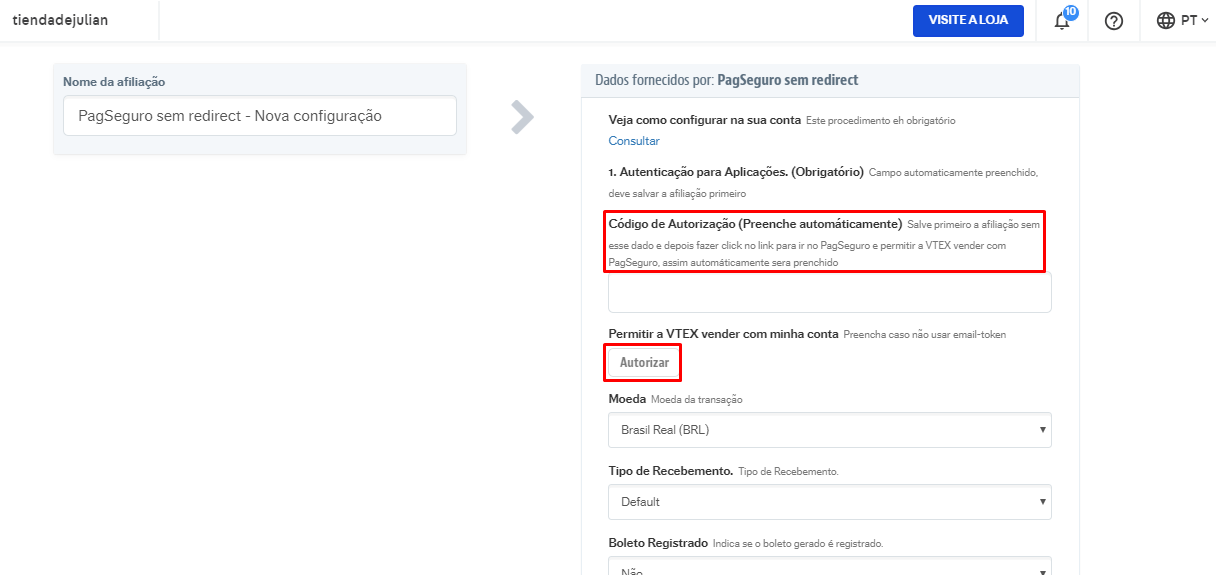 tiendadejulian
VISITE A LOJA
10
PT
Nome da afiliação
PagSeguro sem redirect - Nova configuração
Dados fornecidos por: PagSeguro sem redirect
Veja como configurar na sua conta Este procedimento eh obrigatório
Consultar
1. Autenticação para Aplicações. (Obrigatório) Campo automaticamente preenchido,
deve salvar a afiliação primeiro
Código de Autorização (Preenche automáticamente) Salve primeiro a afiliação sem
esse dado e depois fazer click no link para ir no PagSeguro e permitir a VTEX vender com
PagSeguro, assim automáticamente sera prenchido
Permitir a VTEX vender com minha conta Preencha caso não usar email-token
Autorizar
Moeda Moeda da transação
Brasil Real (BRL)
Tipo de Recebemento. Tipo de Recebemento.
Default
Boleto Registrado Indica se o boleto gerado é registrado.
Não